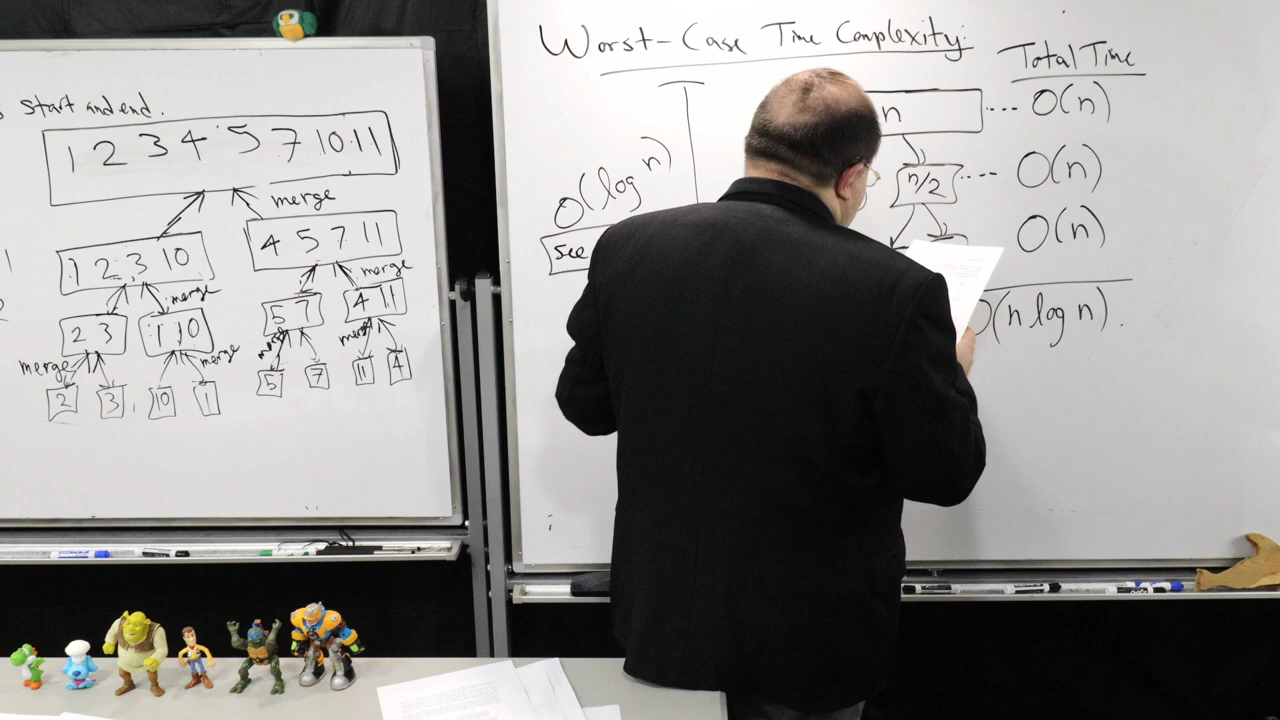 s start and end.
1 2 3 4 5 7 10 11
merge
1 2 3 10
4 5 7 11
merge
merge
2 3
1 10
5 7
4 11
merge
merge
merge
merge
2
3
10
1
5
7
11
4
Worst-Case Time Complexity:
Total Time
n
O(n)
O(log n)
n/2
O(n)
see
O(n)
O(n log n).